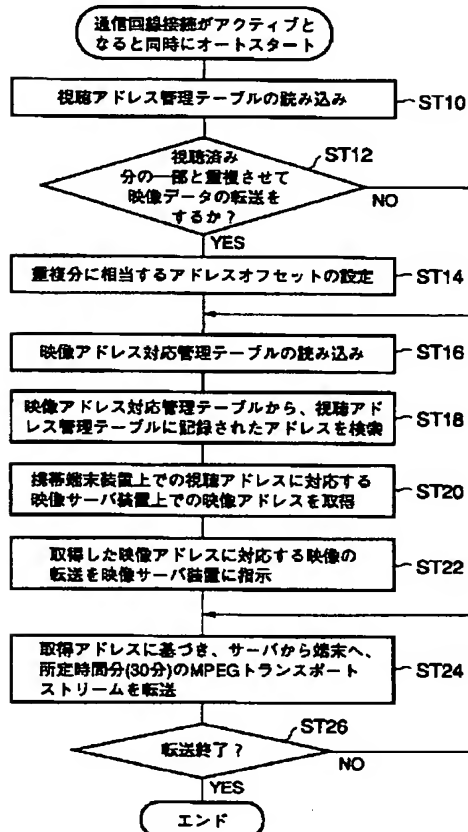 通信回線接続がアクティブと
なると同時にオートスタート
視聴アドレス管理テーブルの読み込み
ST10
視聴済み
分の一部と重複させて
映像データの転送を
するか?
ST12
NO
YES
重複分に相当するアドレスオフセットの設定
ST14
映像アドレス対応管理テーブルの読み込み
ST16
映像アドレス対応管理テーブルから、視聴アド
レス管理テーブルに記録されたアドレスを検索
ST18
携帯端末装置上での視聴アドレスに対応する
映像サーバ装置上での映像アドレスを取得
ST20
取得した映像アドレスに対応する映像の
転送を映像サーバ装置に指示
ST22
取得アドレスに基づき、サーバから端末へ、
所定時間分(30分)のMPEGトランスポート
ストリームを転送
ST24
転送終了?
ST26
NO
YES
エンド